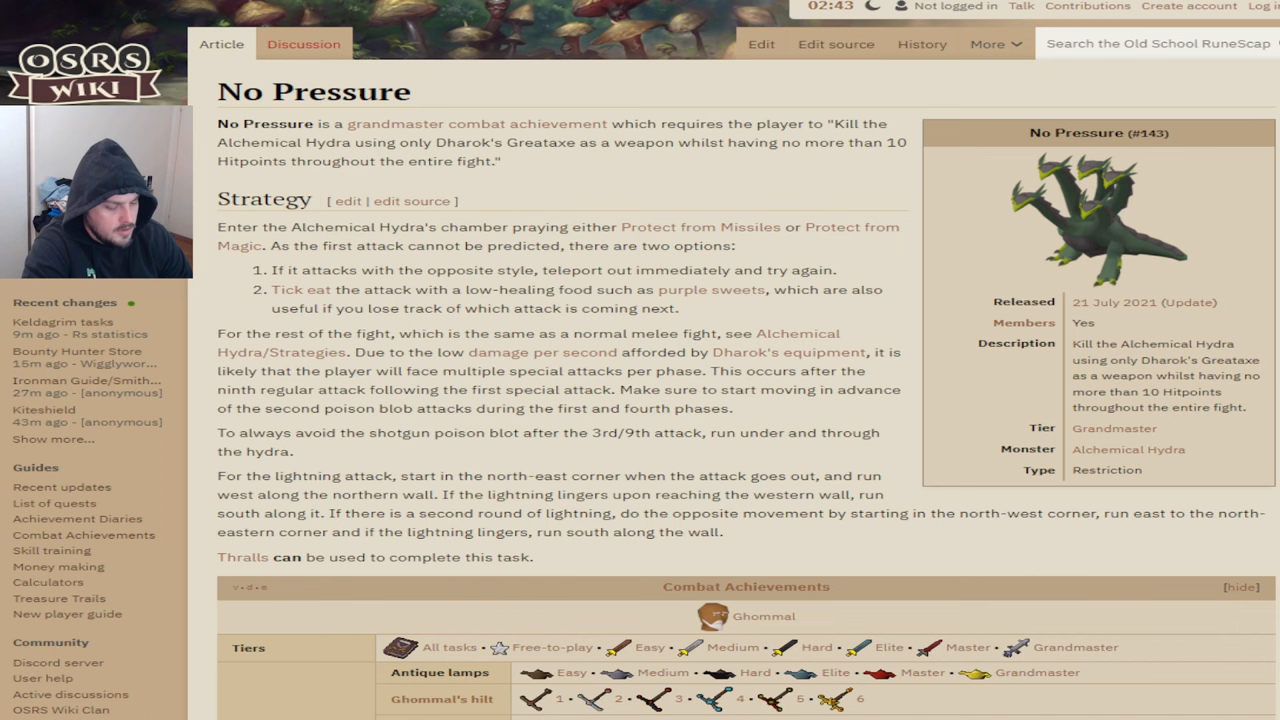 02:43 Not logged in Talk Contributions Create account Log in
Article Discussion Edit Edit source History More Search the Old School RuneScap
OSRS
WIKI
No Pressure
No Pressure is a grandmaster combat achievement which requires the player to "Kill the
Alchemical Hydra using only Dharok's Greataxe as a weapon whilst having no more than 10
Hitpoints throughout the entire fight."
Strategy [ edit | edit source ]
Enter the Alchemical Hydra's chamber praying either Protect from Missiles or Protect from
Magic. As the first attack cannot be predicted, there are two options:
1. If it attacks with the opposite style, teleport out immediately and try again.
2. Tick eat the attack with a low-healing food such as purple sweets, which are also
useful if you lose track of which attack is coming next.
For the rest of the fight, which is the same as a normal melee fight, see Alchemical
Hydra/Strategies. Due to the low damage per second afforded by Dharok's equipment, it is
likely that the player will face multiple special attacks per phase. This occurs after the
ninth regular attack following the first special attack. Make sure to start moving in advance
of the second poison blob attacks during the first and fourth phases.
To always avoid the shotgun poison blot after the 3rd/9th attack, run under and through
the hydra.
For the lightning attack, start in the north-east corner when the attack goes out, and run
west along the northern wall. If the lightning lingers upon reaching the western wall, run
south along it. If there is a second round of lightning, do the opposite movement by starting in the north-west corner, run east to the north-
eastern corner and if the lightning lingers, run south along the wall.
Thralls can be used to complete this task.
No Pressure (#143)
Released 21 July 2021 (Update)
Members Yes
Description Kill the Alchemical Hydra
using only Dharok's Greataxe
as a weapon whilst having no
more than 10 Hitpoints
throughout the entire fight.
Tier Grandmaster
Monster Alchemical Hydra
Type Restriction
v·d·e Combat Achievements [hide]
Ghommal
Tiers All tasks • Free-to-play • Easy • Medium • Hard • Elite • Master • Grandmaster
Antique lamps Easy • Medium • Hard • Elite • Master • Grandmaster
Ghommal's hilt 1 • 2 • 3 • 4 • 5 • 6
Recent changes
Keldagrim tasks
9m ago - Rs statistics
Bounty Hunter Store
15m ago - Wigglywor...
Ironman Guide/Smith...
27m ago - [anonymous]
Kiteshield
43m ago - [anonymous]
Show more...
Guides
Recent updates
List of quests
Achievement Diaries
Combat Achievements
Skill training
Money making
Calculators
Treasure Trails
New player guide
Community
Discord server
User help
Active discussions
OSRS Wiki Clan